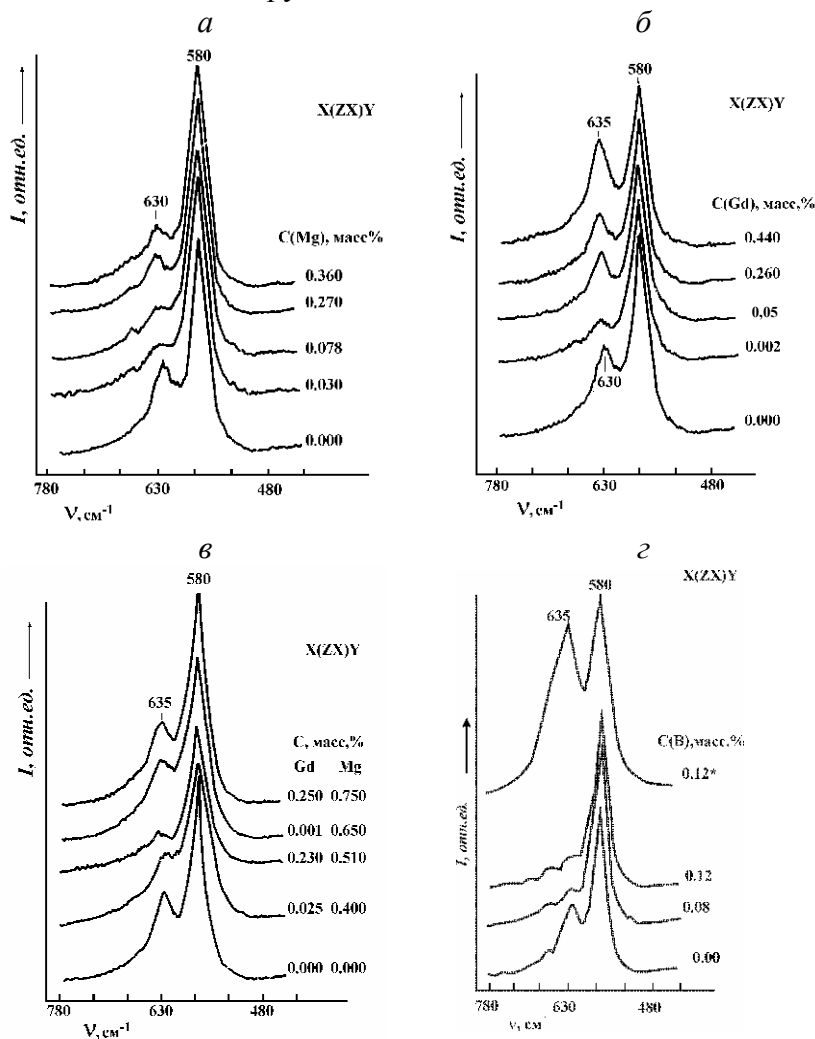 ру
а
580
X(ZX)Y
630
I, отн.ед.
C(Mg), масс%
0.360
0.270
0.078
0.030
0.000
780 630 480
ν, см⁻¹
б
580
635
X(ZX)Y
I, отн.ед.
C(Gd), масс,%
0.440
0.260
0,05
0.002
630
0.000
780 630 480
ν, см⁻¹
в
580
X(ZX)Y
635
I, отн.ед.
C, масс,%
Gd Mg
0.250 0.750
0.001 0.650
0.230 0.510
0.025 0.400
0.000 0.000
780 630 480
ν, см⁻¹
г
X(ZX)Y
580
635
C(B),масс.%
0.12*
I, отн.ед.
0.12
0.08
0.00
780 630 480
ν, см⁻¹